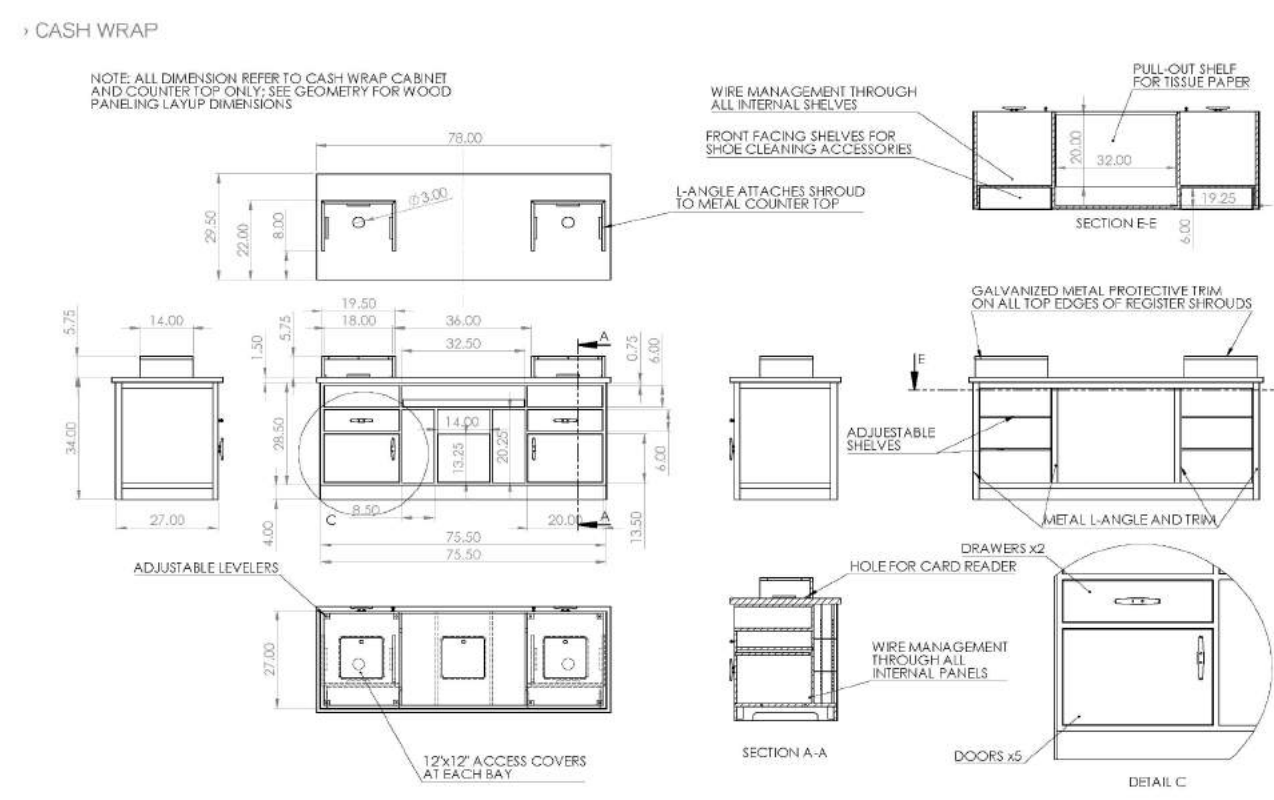 › CASH WRAP
NOTE: ALL DIMENSION REFER TO CASH WRAP CABINET
AND COUNTER TOP ONLY; SEE GEOMETRY FOR WOOD
PANELING LAYUP DIMENSIONS
78.00
29.50
22.00
8.00
∅3.00
L-ANGLE ATTACHES SHROUD
TO METAL COUNTER TOP
WIRE MANAGEMENT THROUGH
ALL INTERNAL SHELVES
FRONT FACING SHELVES FOR
SHOE CLEANING ACCESSORIES
PULL-OUT SHELF
FOR TISSUE PAPER
20.00
32.00
19.25
6.00
SECTION E-E
5.75
14.00
34.00
27.00
19.50
18.00
36.00
32.50
5.75
1.50
28.50
4.00
A
0.75
6.00
14.00
13.25
20.25
6.00
13.50
C
8.50
20.00
A
75.50
75.50
GALVANIZED METAL PROTECTIVE TRIM
ON ALL TOP EDGES OF REGISTER SHROUDS
E
ADJUESTABLE
SHELVES
METAL L-ANGLE AND TRIM
ADJUSTABLE LEVELERS
27.00
12"x12" ACCESS COVERS
AT EACH BAY
HOLE FOR CARD READER
WIRE MANAGEMENT
THROUGH ALL
INTERNAL PANELS
SECTION A-A
DRAWERS x2
DOORS x5
DETAIL C